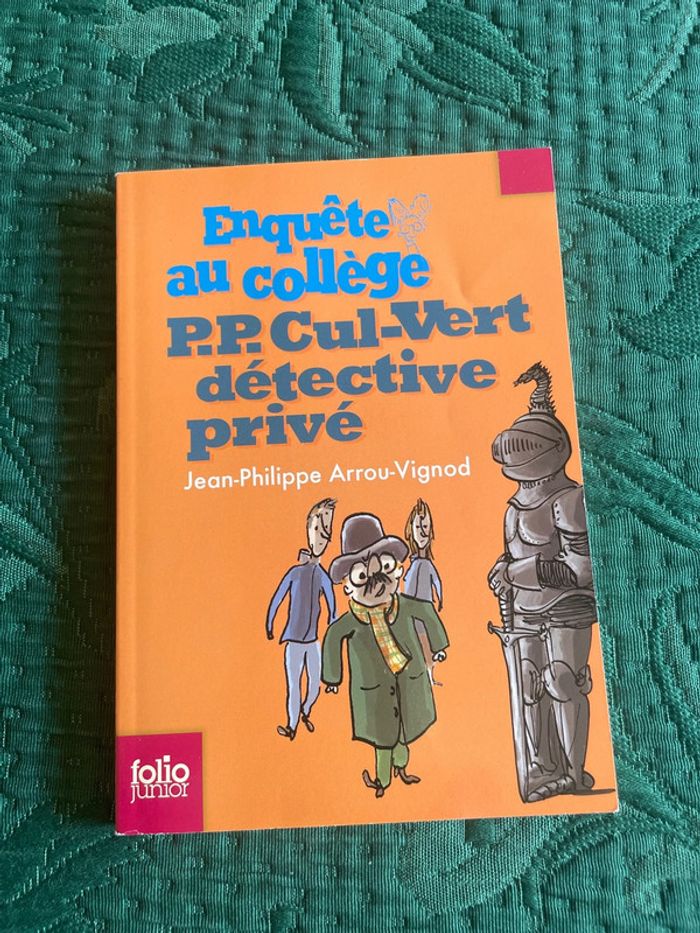 Enquête
au collège
P.P. Cul-Vert
détective
privé
Jean-Philippe Arrou-Vignod
folio
junior